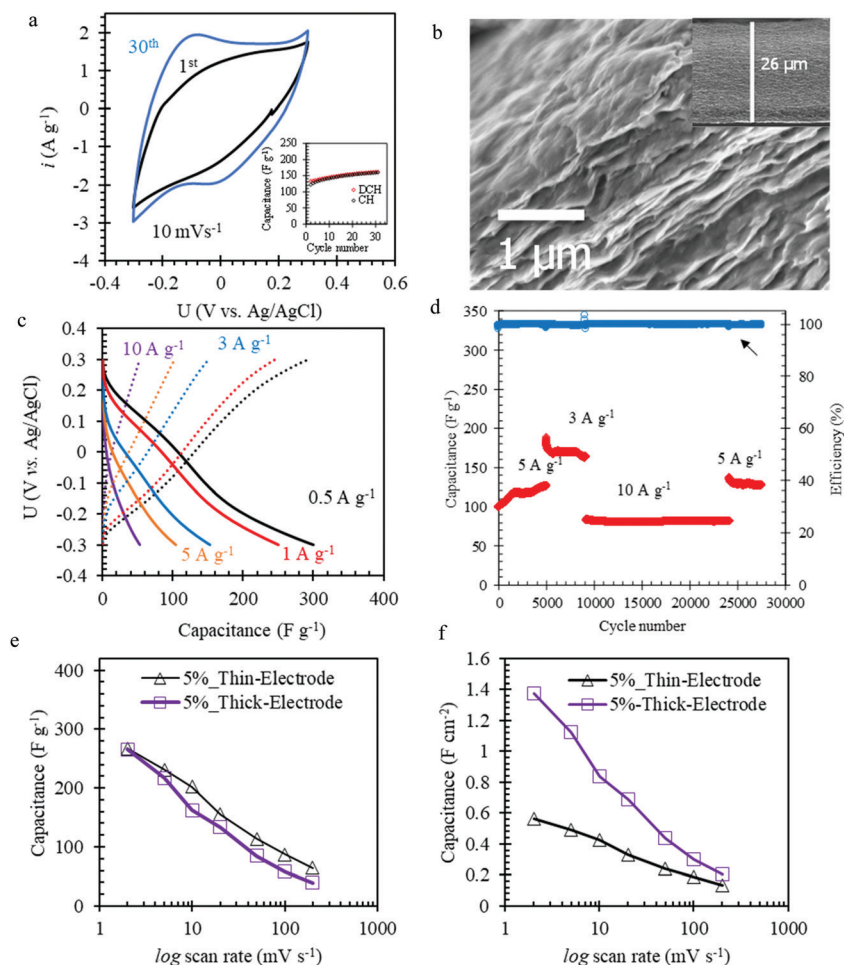 a
30th
1st
i (A g-1)
3
2
1
0
-1
-2
-3
-4
10 mVs-1
Capacitance (F g-1)
250
200
150
100
50
0
DCH
CH
0 10 20 30 40
Cycle number
-0.6 -0.4 -0.2 0 0.2 0.4 0.6
U (V vs. Ag/AgCl)
b
26 µm
1 µm
c
U (V vs. Ag/AgCl)
0.4
0.3
0.2
0.1
0
-0.1
-0.2
-0.3
-0.4
10 A g-1
3 A g-1
0.5 A g-1
5 A g-1
1 A g-1
0 100 200 300 400
Capacitance (F g-1)
d
Capacitance (F g-1)
350
300
250
200
150
100
50
0
5 A g-1
3 A g-1
10 A g-1
5 A g-1
100
80
60
40
20
0
Efficiency (%)
0 5000 10000 15000 20000 25000 30000
Cycle number
e
Capacitance (F g-1)
400
300
200
100
0
5%_Thin-Electrode
5%_Thick-Electrode
1 10 100 1000
log scan rate (mV s-1)
f
Capacitance (F cm-2)
1.6
1.4
1.2
1
0.8
0.6
0.4
0.2
0
5%_Thin-Electrode
5%-Thick-Electrode
1 10 100 1000
log scan rate (mV s-1)